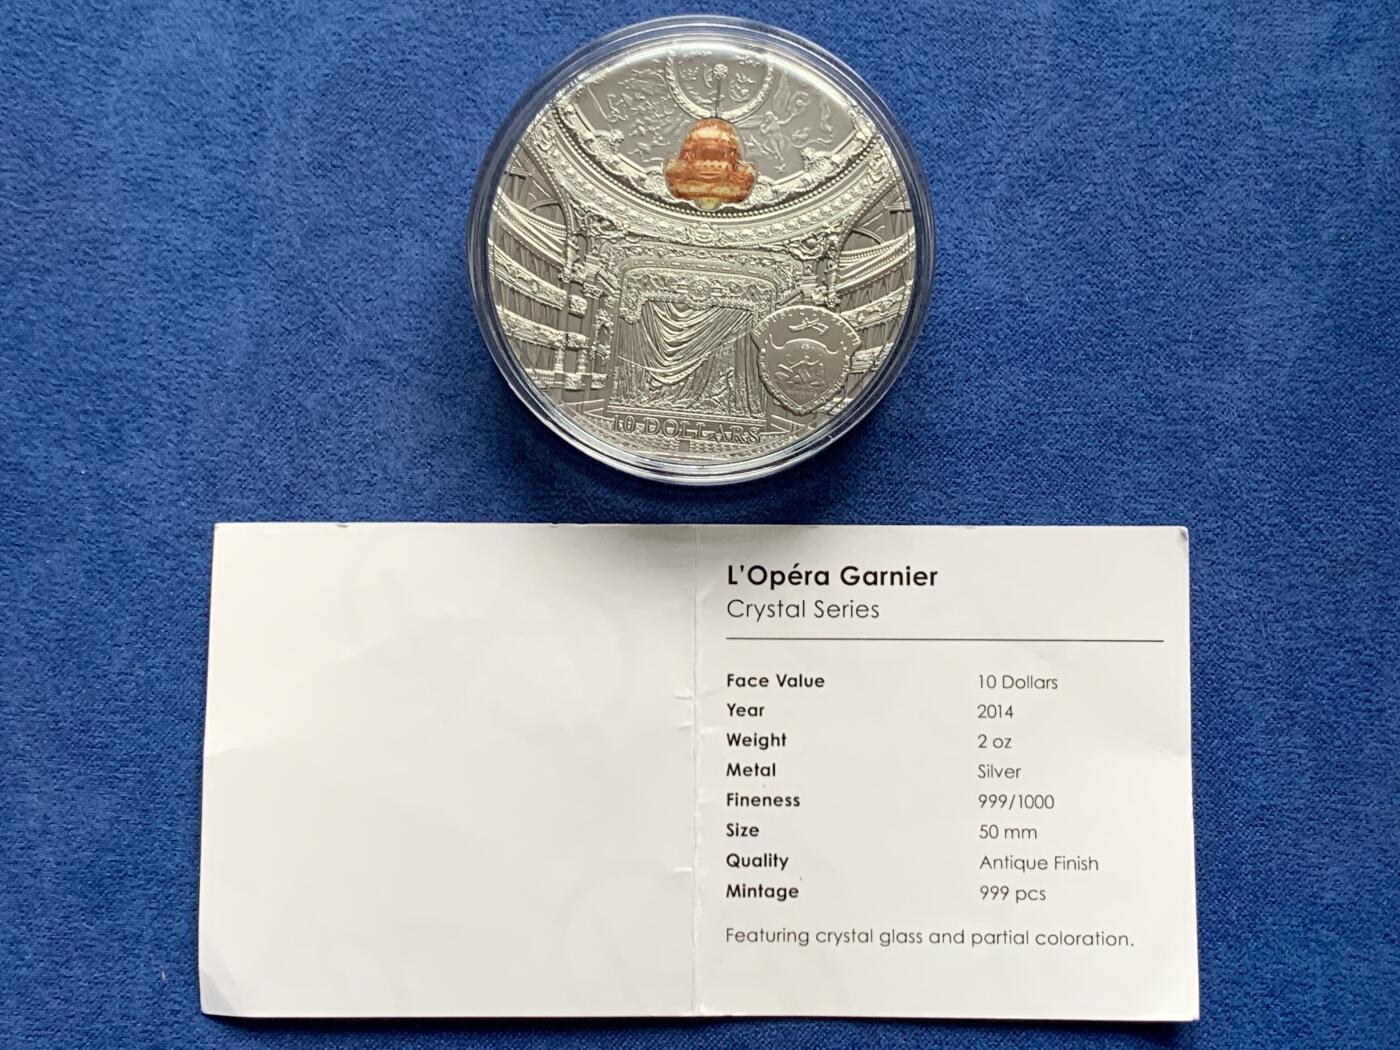 10 DOLLARS
L'Opéra Garnier
Crystal Series
Face Value 10 Dollars
Year 2014
Weight 2 oz
Metal Silver
Fineness 999/1000
Size 50 mm
Quality Antique Finish
Mintage 999 pcs
Featuring crystal glass and partial coloration.